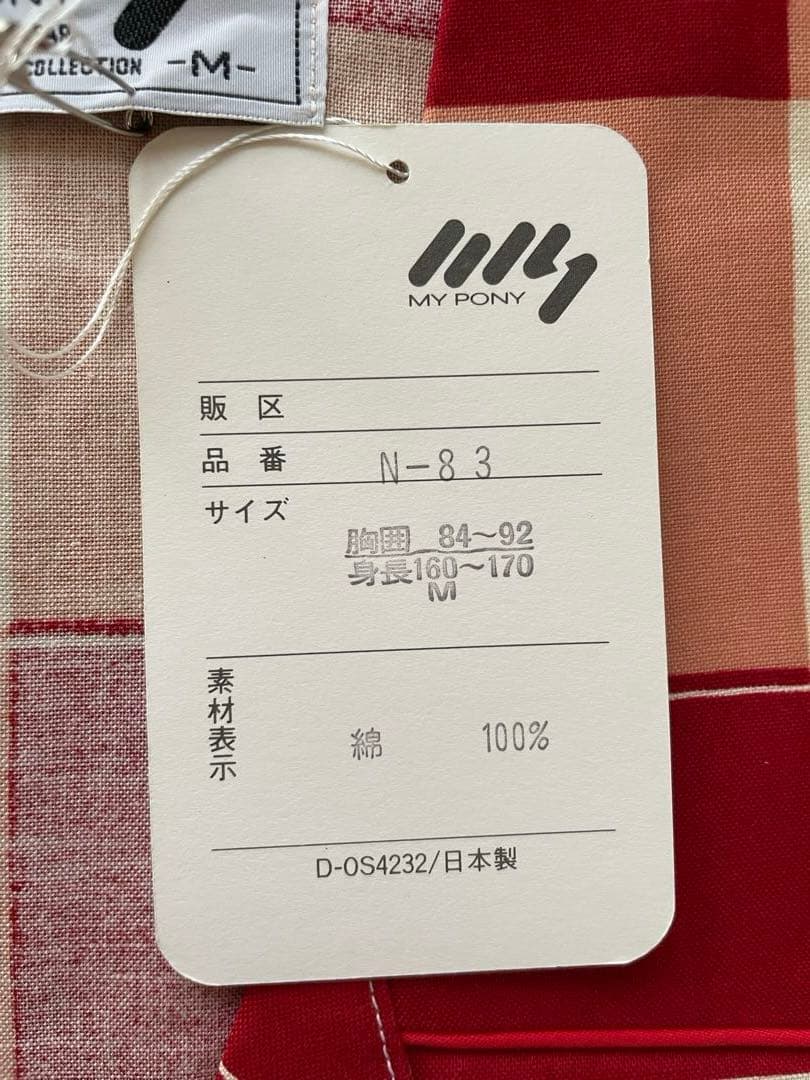 COLLECTION -M-
MY PONY
販 区
品 番 N-83
サイズ
胸囲 84～92
身長160～170
M
素材表示 綿 100%
D-OS4232/日本製